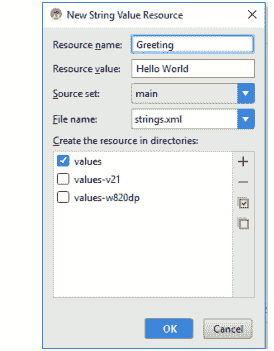 New String Value Resource
Resource name: Greeting
Resource value: Hello World
Source set: main
File name: strings.xml
Create the resource in directories:
values
values-v21
values-w820dp
OK Cancel